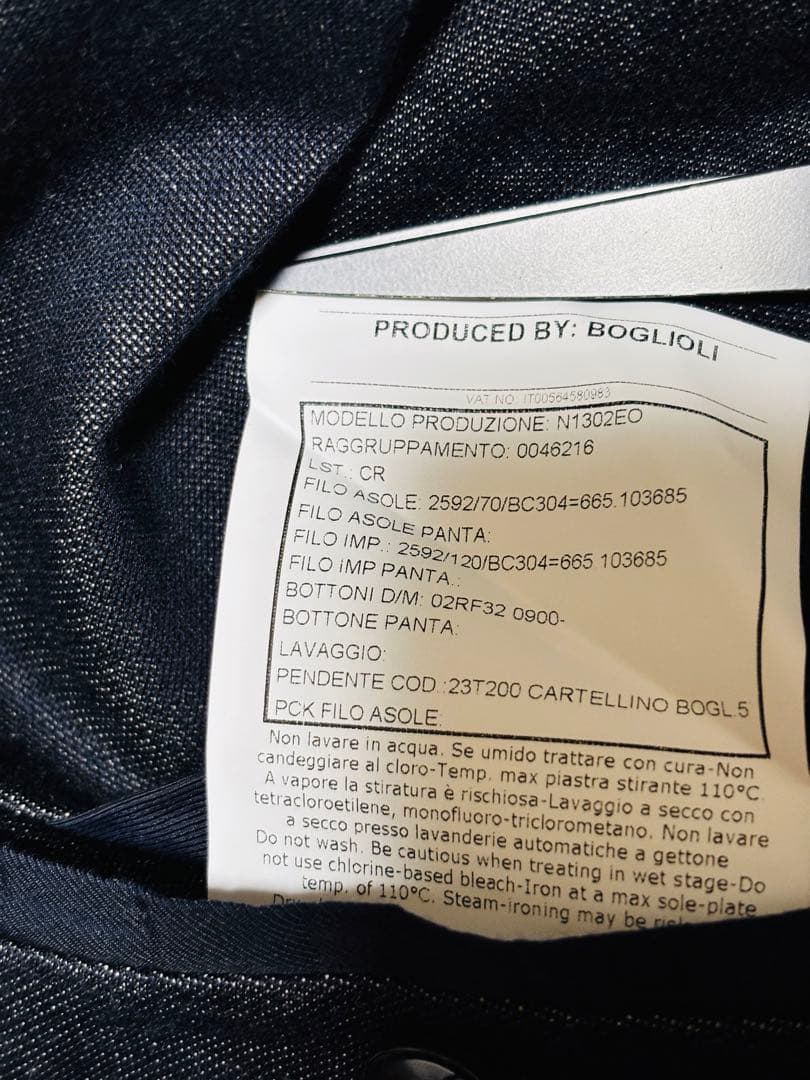 PRODUCED BY: BOGLIOLI
VAT NO. IT00564580983
MODELLO PRODUZIONE: N1302EO
RAGGRUPPAMENTO: 0046216
LST.: CR
FILO ASOLE: 2592/70/BC304=665.103685
FILO ASOLE PANTA:
FILO IMP.: 2592/120/BC304=665.103685
FILO IMP PANTA.:
BOTTONI D/M: 02RF32 0900-
BOTTONE PANTA:
LAVAGGIO:
PENDENTE COD.:23T200 CARTELLINO BOGL.5
PCK FILO ASOLE:
Non lavare in acqua. Se umido trattare con cura-Non
candeggiare al cloro-Temp. max piastra stirante 110°C
A vapore la stiratura è rischiosa-Lavaggio a secco con
tetracloroetilene, monofluoro-triclorometano. Non lavare
a secco presso lavanderie automatiche a gettone
Do not wash. Be cautious when treating in wet stage-Do
not use chlorine-based bleach-Iron at a max sole-plate
temp. of 110°C. Steam-ironing may be